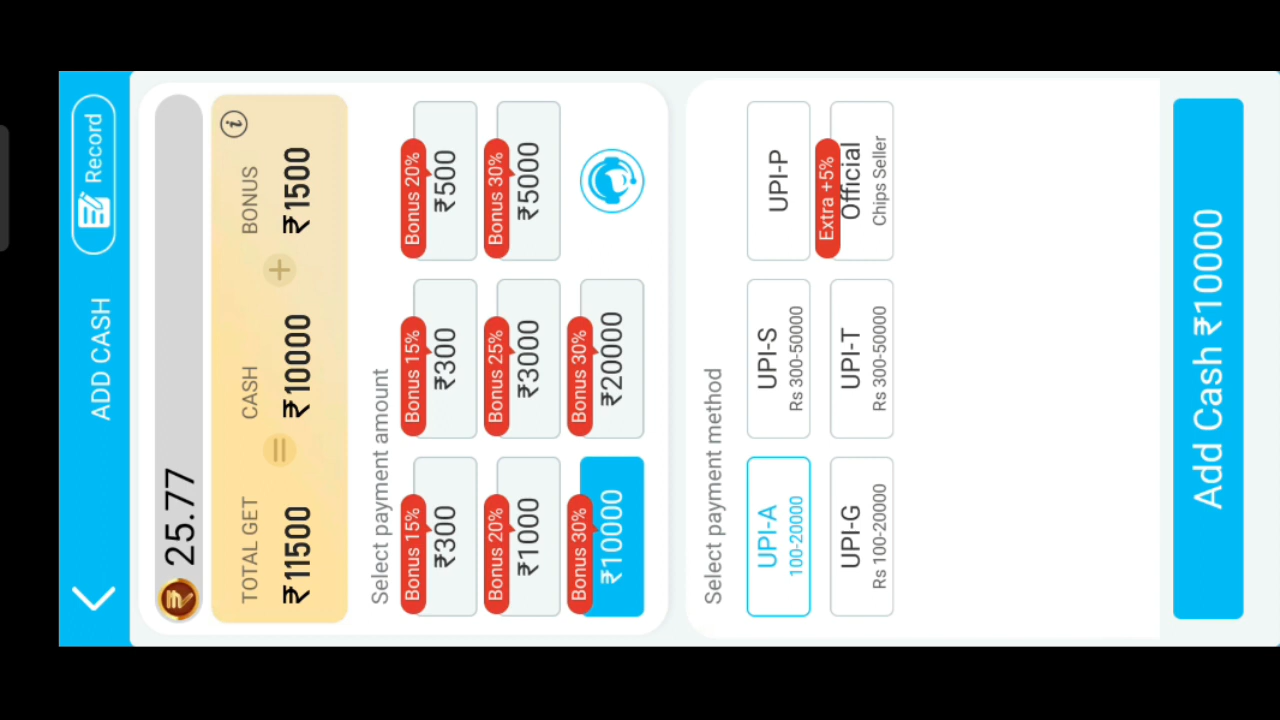 ADD CASH
Record
25.77
TOTAL GET
CASH
BONUS
₹11500
=
₹10000
+
₹1500
Select payment amount
Bonus 15%
₹300
Bonus 15%
₹300
Bonus 20%
₹500
Bonus 20%
₹1000
Bonus 25%
₹3000
Bonus 30%
₹5000
Bonus 30%
₹10000
Bonus 30%
₹20000
Select payment method
UPI-A
100-20000
UPI-S
Rs 300-50000
UPI-P
UPI-G
Rs 100-20000
UPI-T
Rs 300-50000
Extra +5%
Official
Chips Seller
Add Cash ₹10000